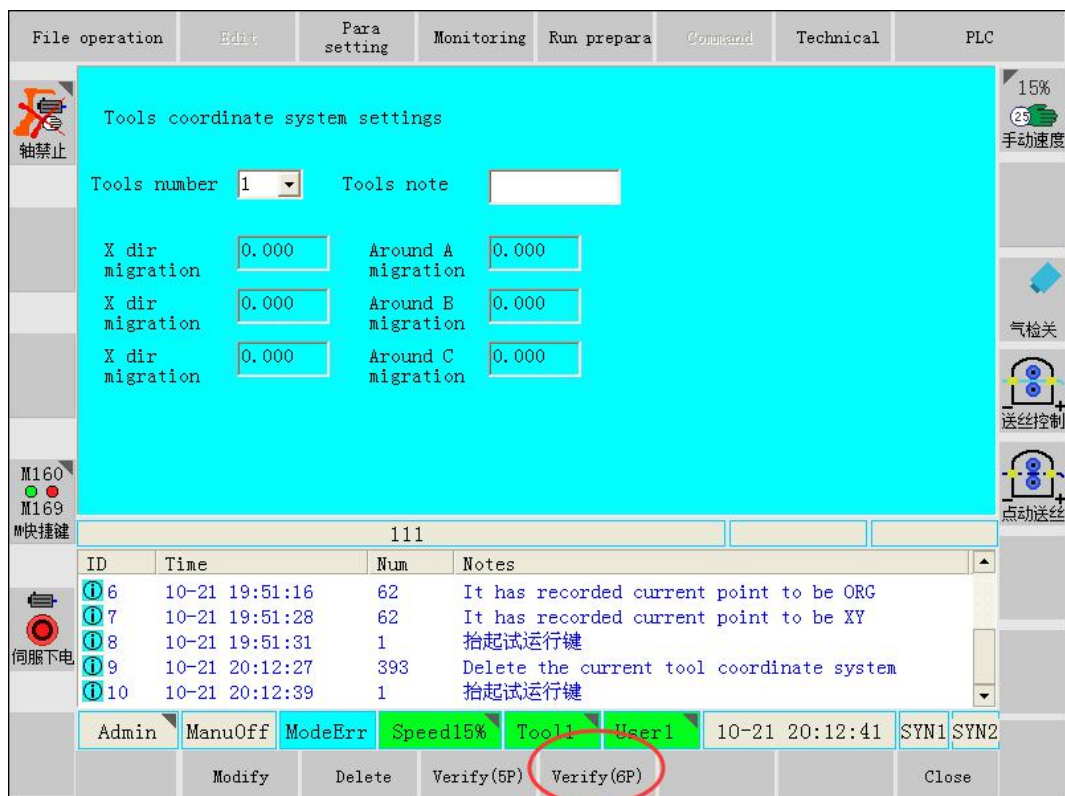 File operation
Edit
Para
setting
Monitoring
Run prepara
Command
Technical
PLC
轴禁止
15%
25
手动速度
Tools coordinate system settings
Tools number
1
Tools note
X dir
migration
0.000
Around A
migration
0.000
X dir
migration
0.000
Around B
migration
0.000
X dir
migration
0.000
Around C
migration
0.000
气检关
送丝控制
点动送丝
M160
M169
M快捷键
伺服下电
111
ID Time Num Notes
6 10-21 19:51:16 62 It has recorded current point to be ORG
7 10-21 19:51:28 62 It has recorded current point to be XY
8 10-21 19:51:31 1 抬起试运行键
9 10-21 20:12:27 393 Delete the current tool coordinate system
10 10-21 20:12:39 1 抬起试运行键
Admin ManuOff ModeErr Speed15% Tool1 User1 10-21 20:12:41 SYN1 SYN2
Modify Delete Verify(5P) Verify(6P) Close